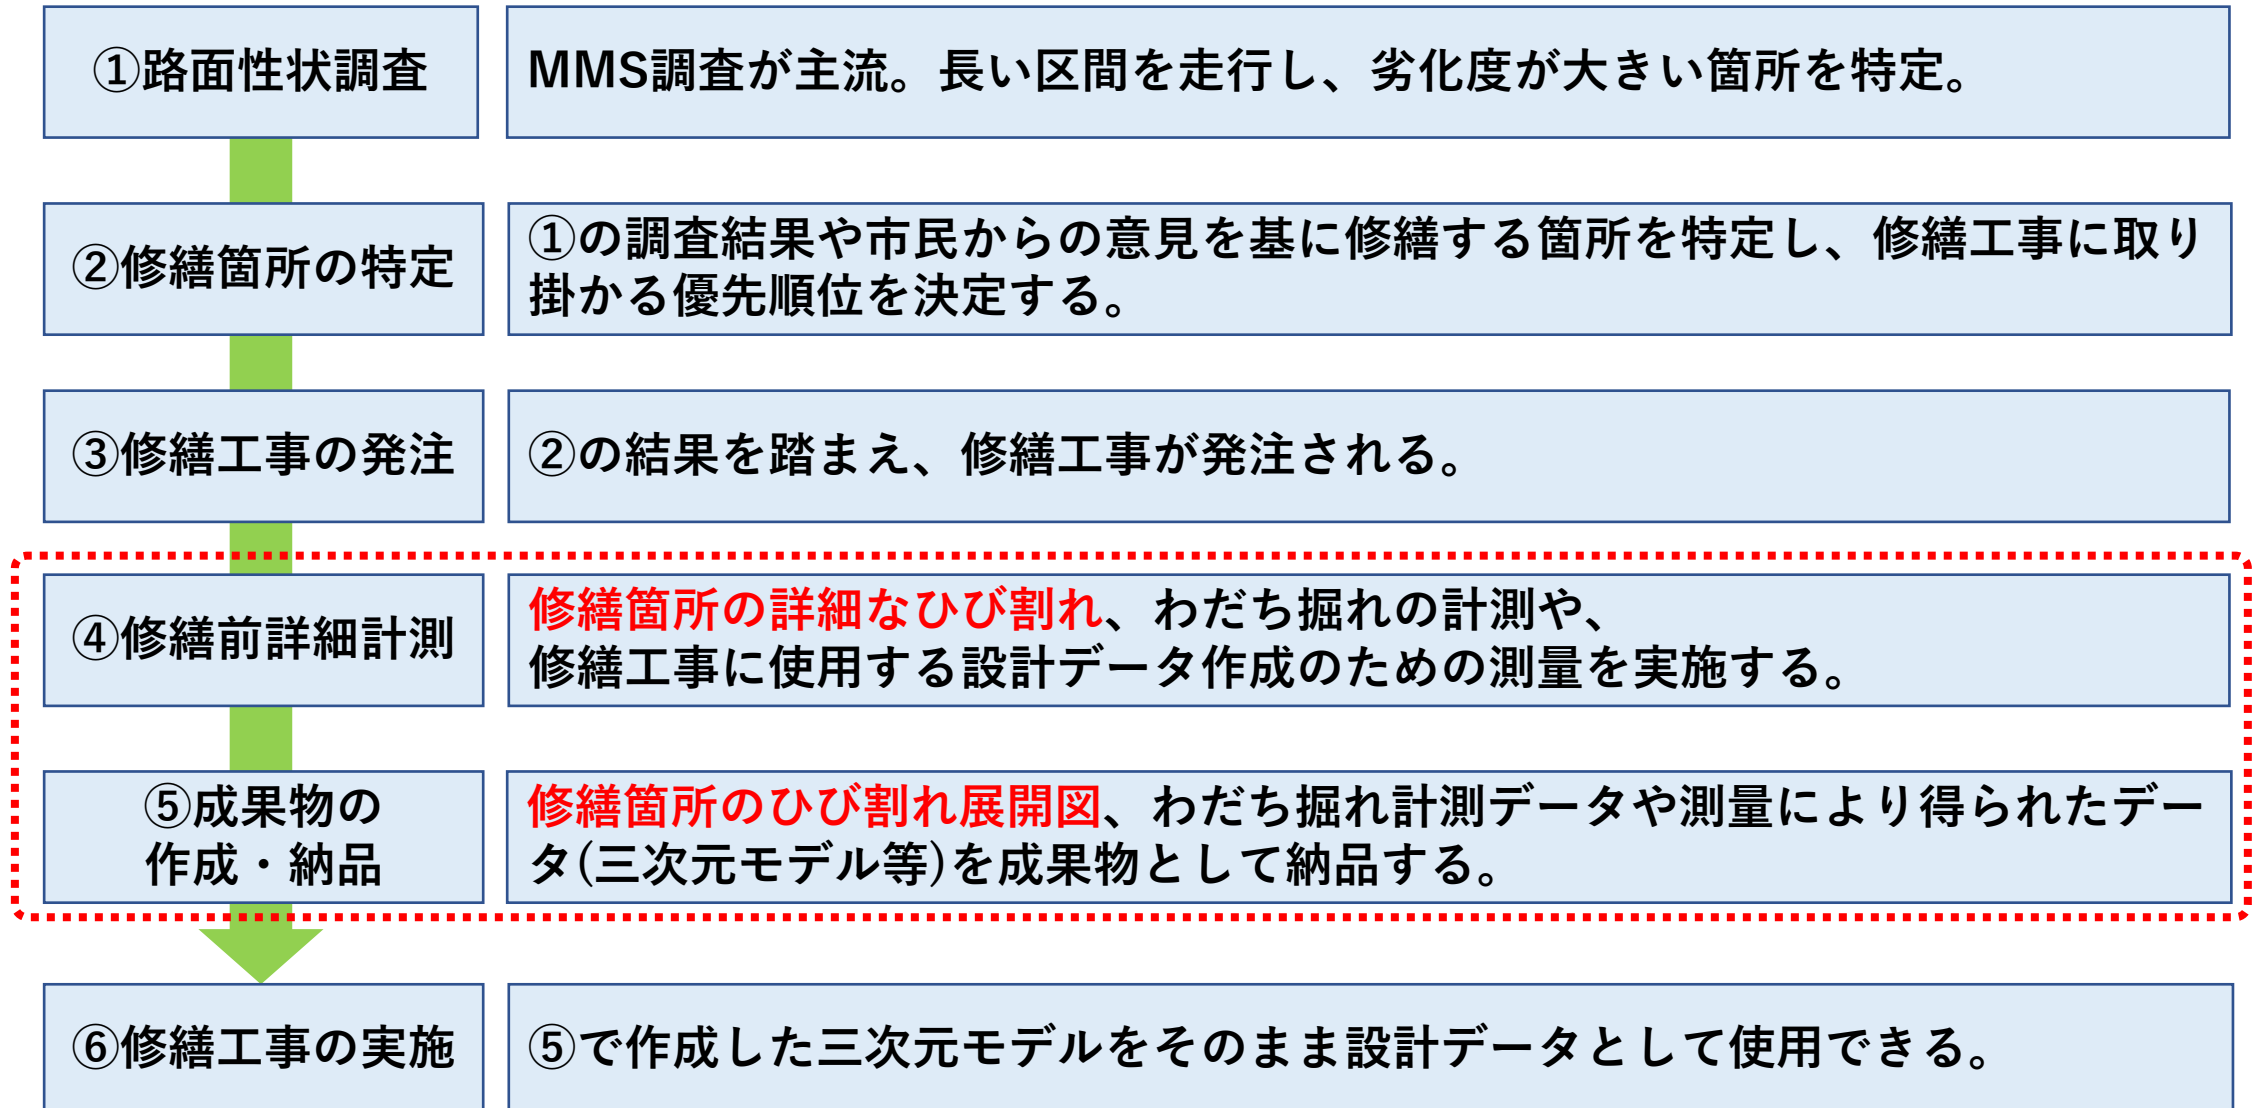 ①路面性状調査
MMS調査が主流。長い区間を走行し、劣化度が大きい箇所を特定。
②修繕箇所の特定
①の調査結果や市民からの意見を基に修繕する箇所を特定し、修繕工事に取り
掛かる優先順位を決定する。
③修繕工事の発注
②の結果を踏まえ、修繕工事が発注される。
④修繕前詳細計測
修繕箇所の詳細なひび割れ、わだち掘れの計測や、
修繕工事に使用する設計データ作成のための測量を実施する。
⑤成果物の
作成・納品
修繕箇所のひび割れ展開図、わだち掘れ計測データや測量により得られたデー
タ(三次元モデル等)を成果物として納品する。
⑥修繕工事の実施
⑤で作成した三次元モデルをそのまま設計データとして使用できる。